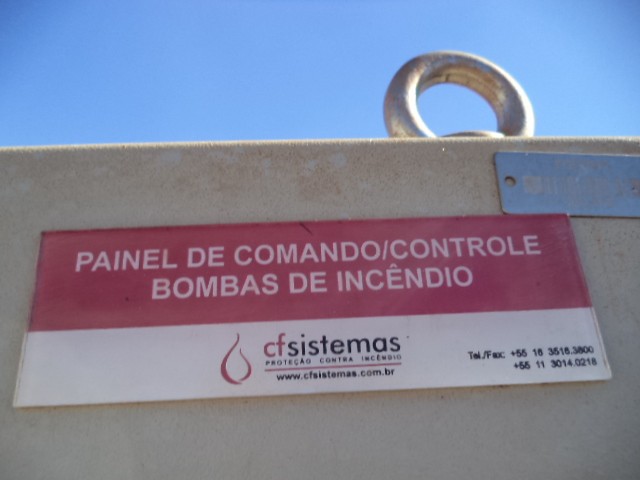 PAINEL DE COMANDO/CONTROLE
BOMBAS DE INCÊNDIO
cfsistemas
PROTEÇÃO CONTRA INCÊNDIO
www.cfsistemas.com.br
Tel./Fax: +55 16 3516.3800
+55 11 3014.0218